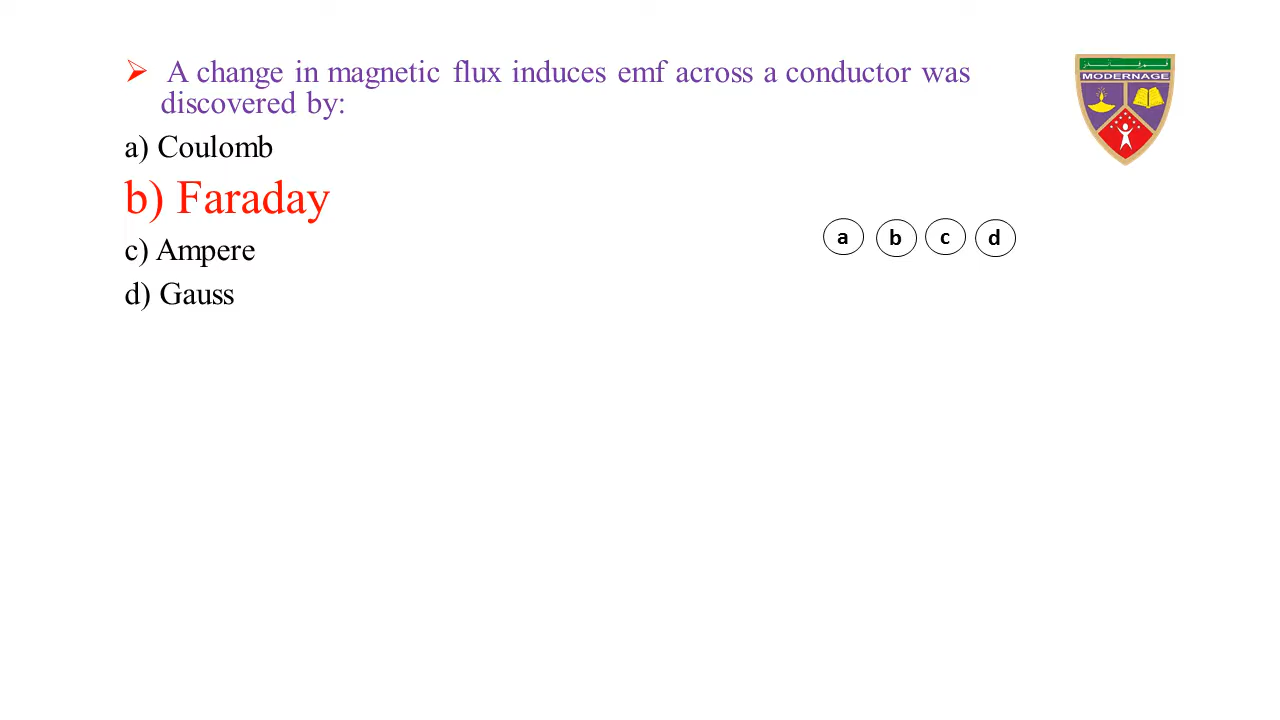 ➢ A change in magnetic flux induces emf across a conductor was
discovered by:
a) Coulomb
b) Faraday
c) Ampere
d) Gauss
a b c d
MODERNAGE